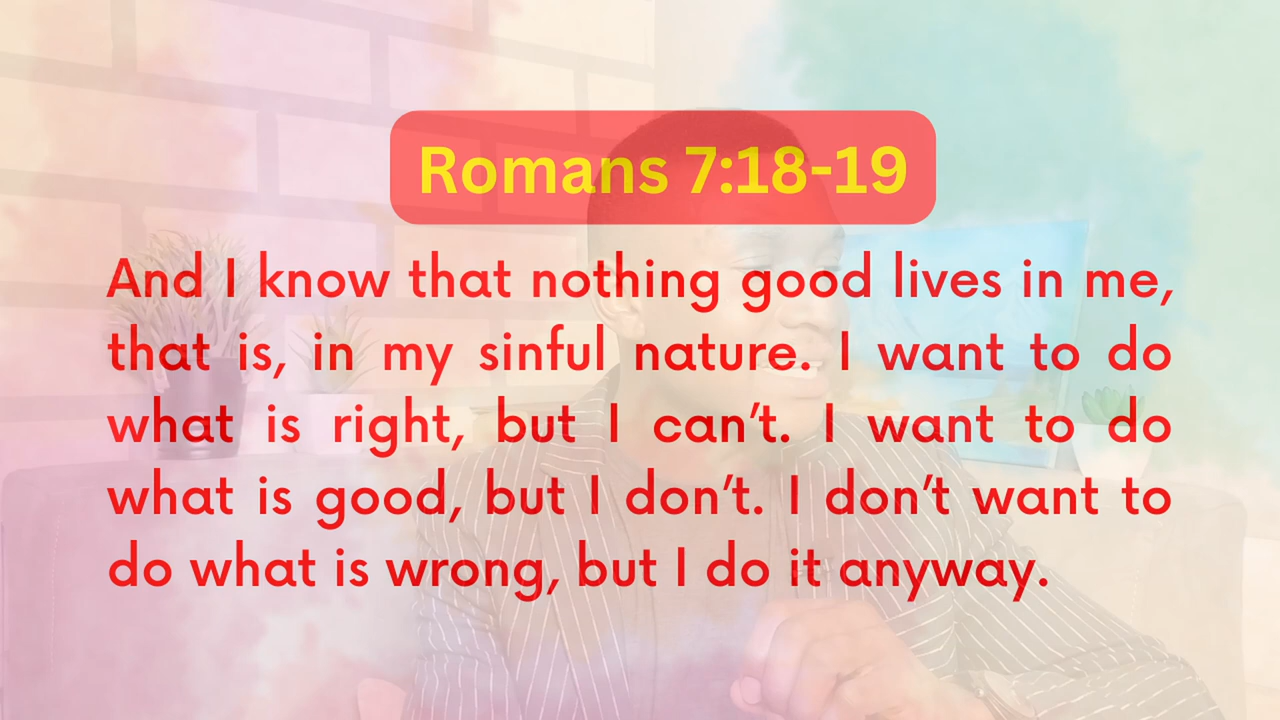 Romans 7:18-19
And I know that nothing good lives in me,
that is, in my sinful nature. I want to do
what is right, but I can’t. I want to do
what is good, but I don’t. I don’t want to
do what is wrong, but I do it anyway.